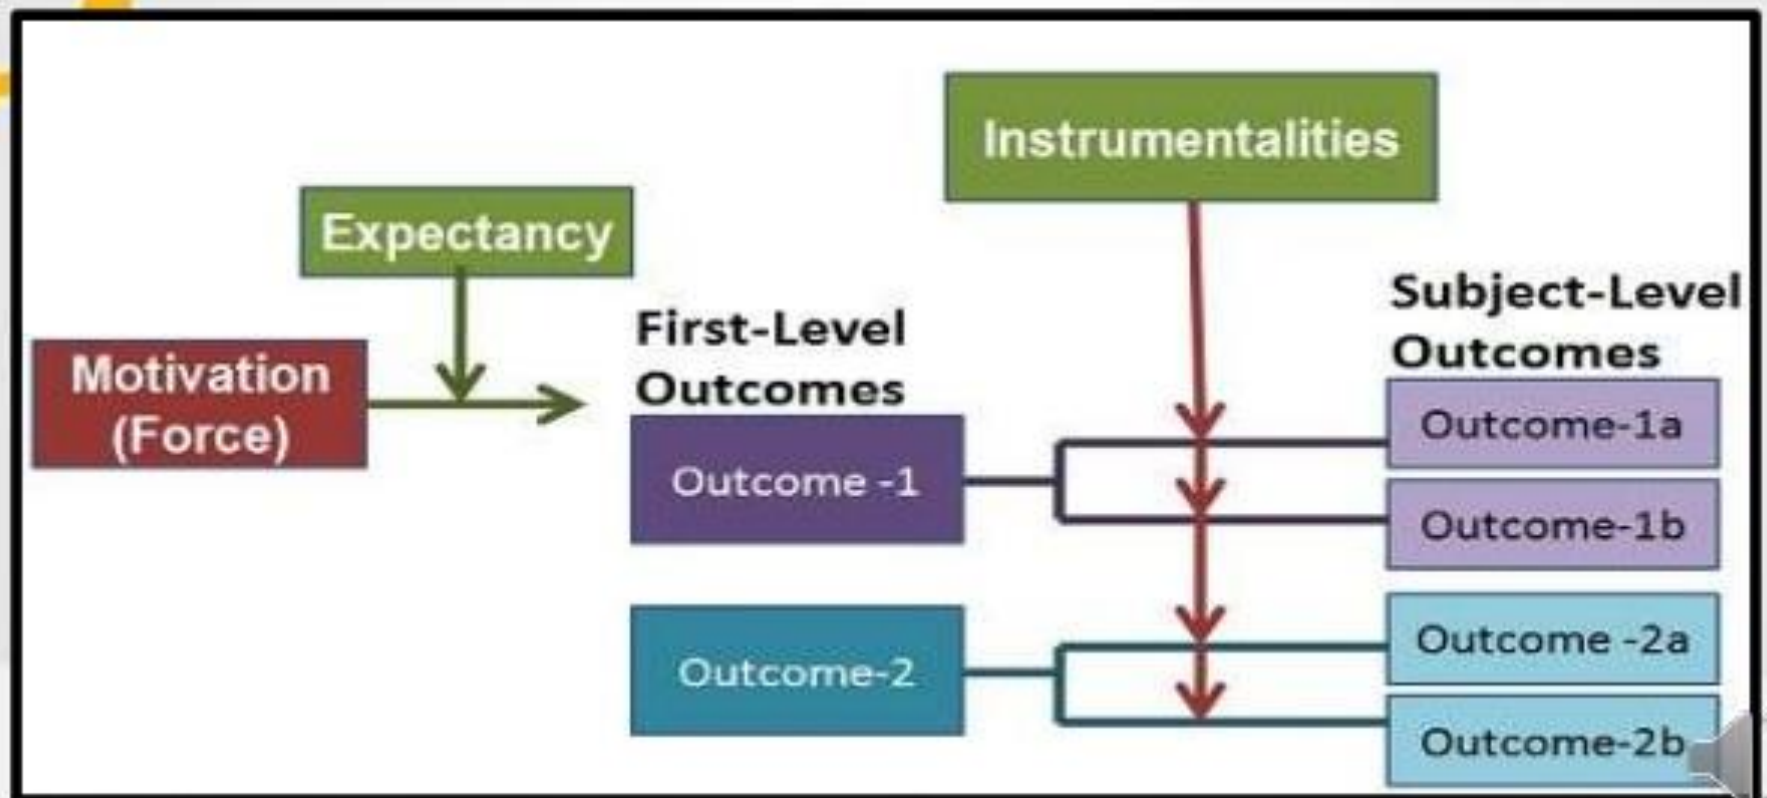 Instrumentalities
Expectancy
Motivation
(Force)
First-Level
Outcomes
Subject-Level
Outcomes
Outcome -1
Outcome-1a
Outcome-1b
Outcome-2
Outcome -2a
Outcome-2b